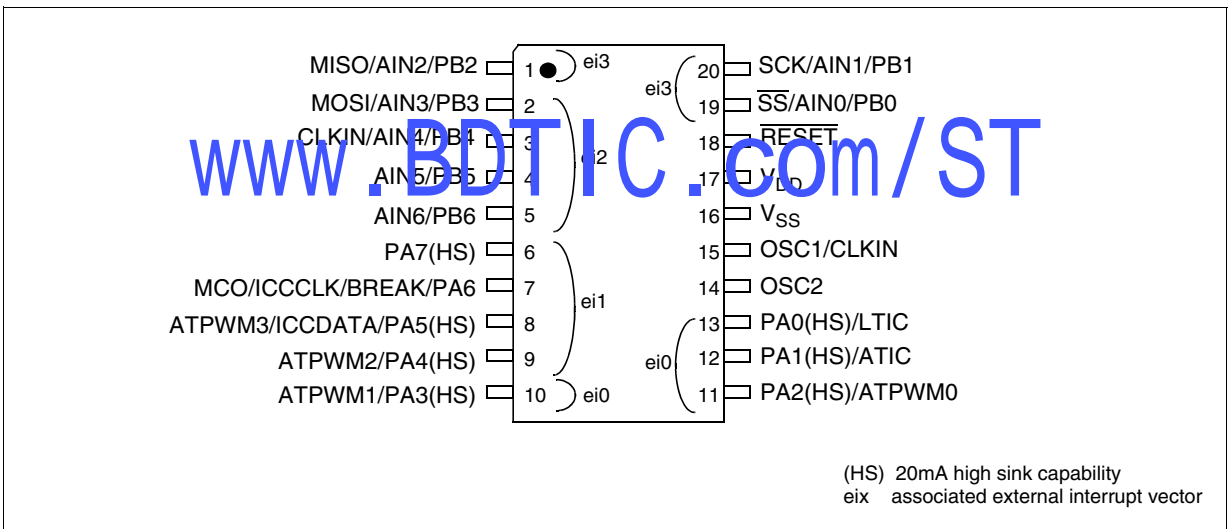 MISO/AIN2/PB2 1 ei3
MOSI/AIN3/PB3 2
CLKIN/AIN4/PB4 3
ei2
AIN5/PB5 4
AIN6/PB6 5
PA7(HS) 6
MCO/ICCCLK/BREAK/PA6 7
ei1
ATPWM3/ICCDATA/PA5(HS) 8
ATPWM2/PA4(HS) 9
ATPWM1/PA3(HS) 10 ei0
20 SCK/AIN1/PB1
ei3
19 SS/AIN0/PB0
18 RESET
17 VDD
16 VSS
15 OSC1/CLKIN
14 OSC2
13 PA0(HS)/LTIC
ei0
12 PA1(HS)/ATIC
11 PA2(HS)/ATPWM0
www.BDTIC.com/ST
(HS) 20mA high sink capability
eix associated external interrupt vector